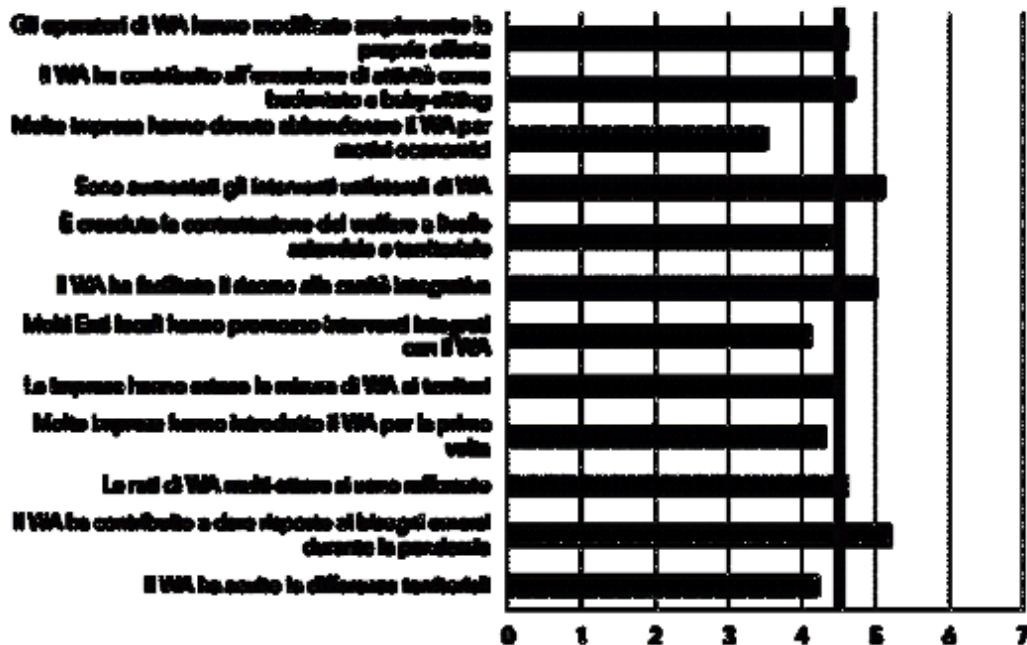 Gli operatori di WA hanno modificato ampiamente la
propria offerta
Il WA ha contribuito all'emersione di attività come
badantato e baby-sitting
Molte imprese hanno dovuto abbandonare il WA per
motivi economici
Sono aumentati gli interventi unilaterali di WA
È cresciuta la contrattazione del welfare a livello
aziendale e territoriale
Il WA ha facilitato il ricorso alla sanità integrativa
Molti Enti locali hanno promosso interventi integrati
con il WA
Le imprese hanno esteso le misure di WA ai territori
Molte imprese hanno introdotto il WA per la prima
volta
Le reti di WA multi-attore si sono rafforzate
Il WA ha contribuito a dare risposte ai bisogni emersi
durante la pandemia
Il WA ha acuito le differenze territoriali
0 1 2 3 4 5 6 7